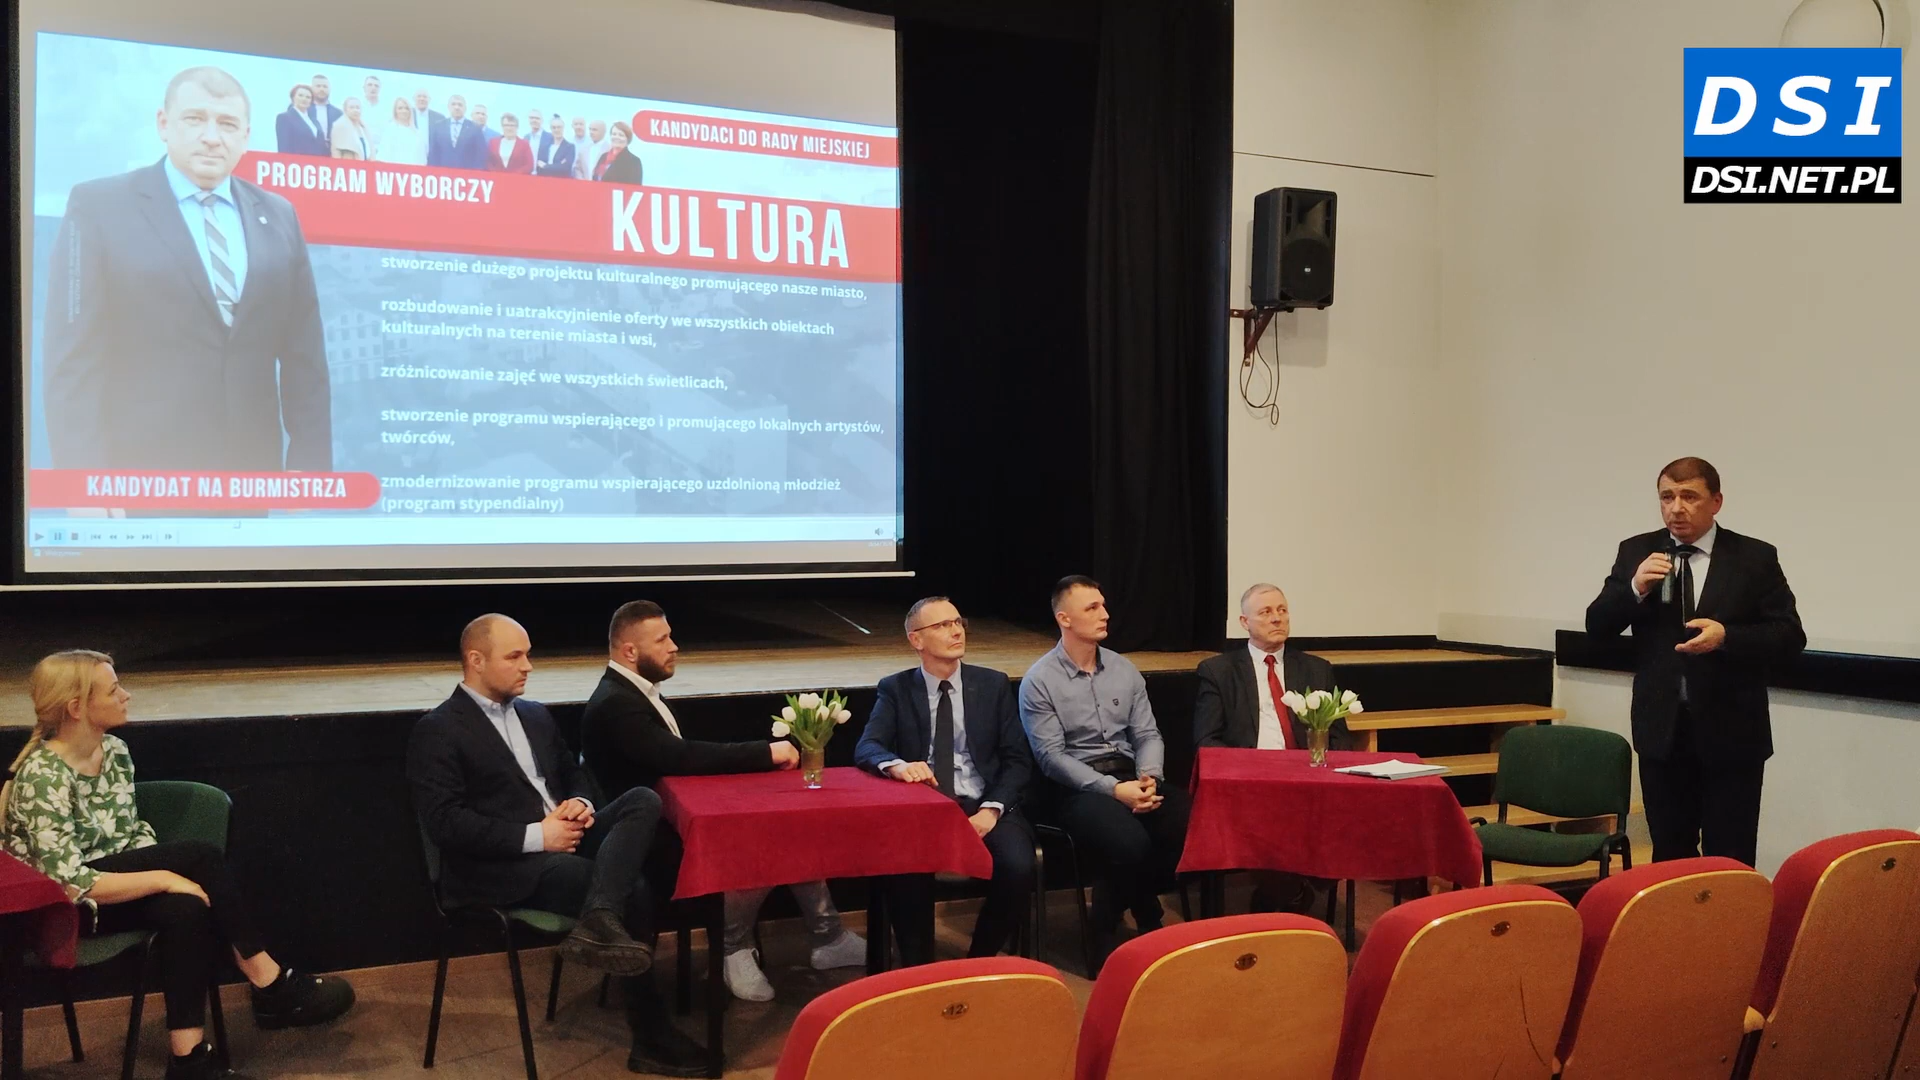 KANDYDACI DO RADY MIEJSKIEJ
PROGRAM WYBORCZY
KULTURA
stworzenie dużego projektu kulturalnego promującego nasze miasto,
rozbudowanie i uatrakcyjnienie oferty we wszystkich obiektach
kulturalnych na terenie miasta i wsi,
zróżnicowanie zajęć we wszystkich świetlicach,
stworzenie programu wspierającego i promującego lokalnych artystów,
twórców,
zmodernizowanie programu wspierającego uzdolnioną młodzież
(program stypendialny)
KANDYDAT NA BURMISTRZA
DSI
DSI.NET.PL
12
11